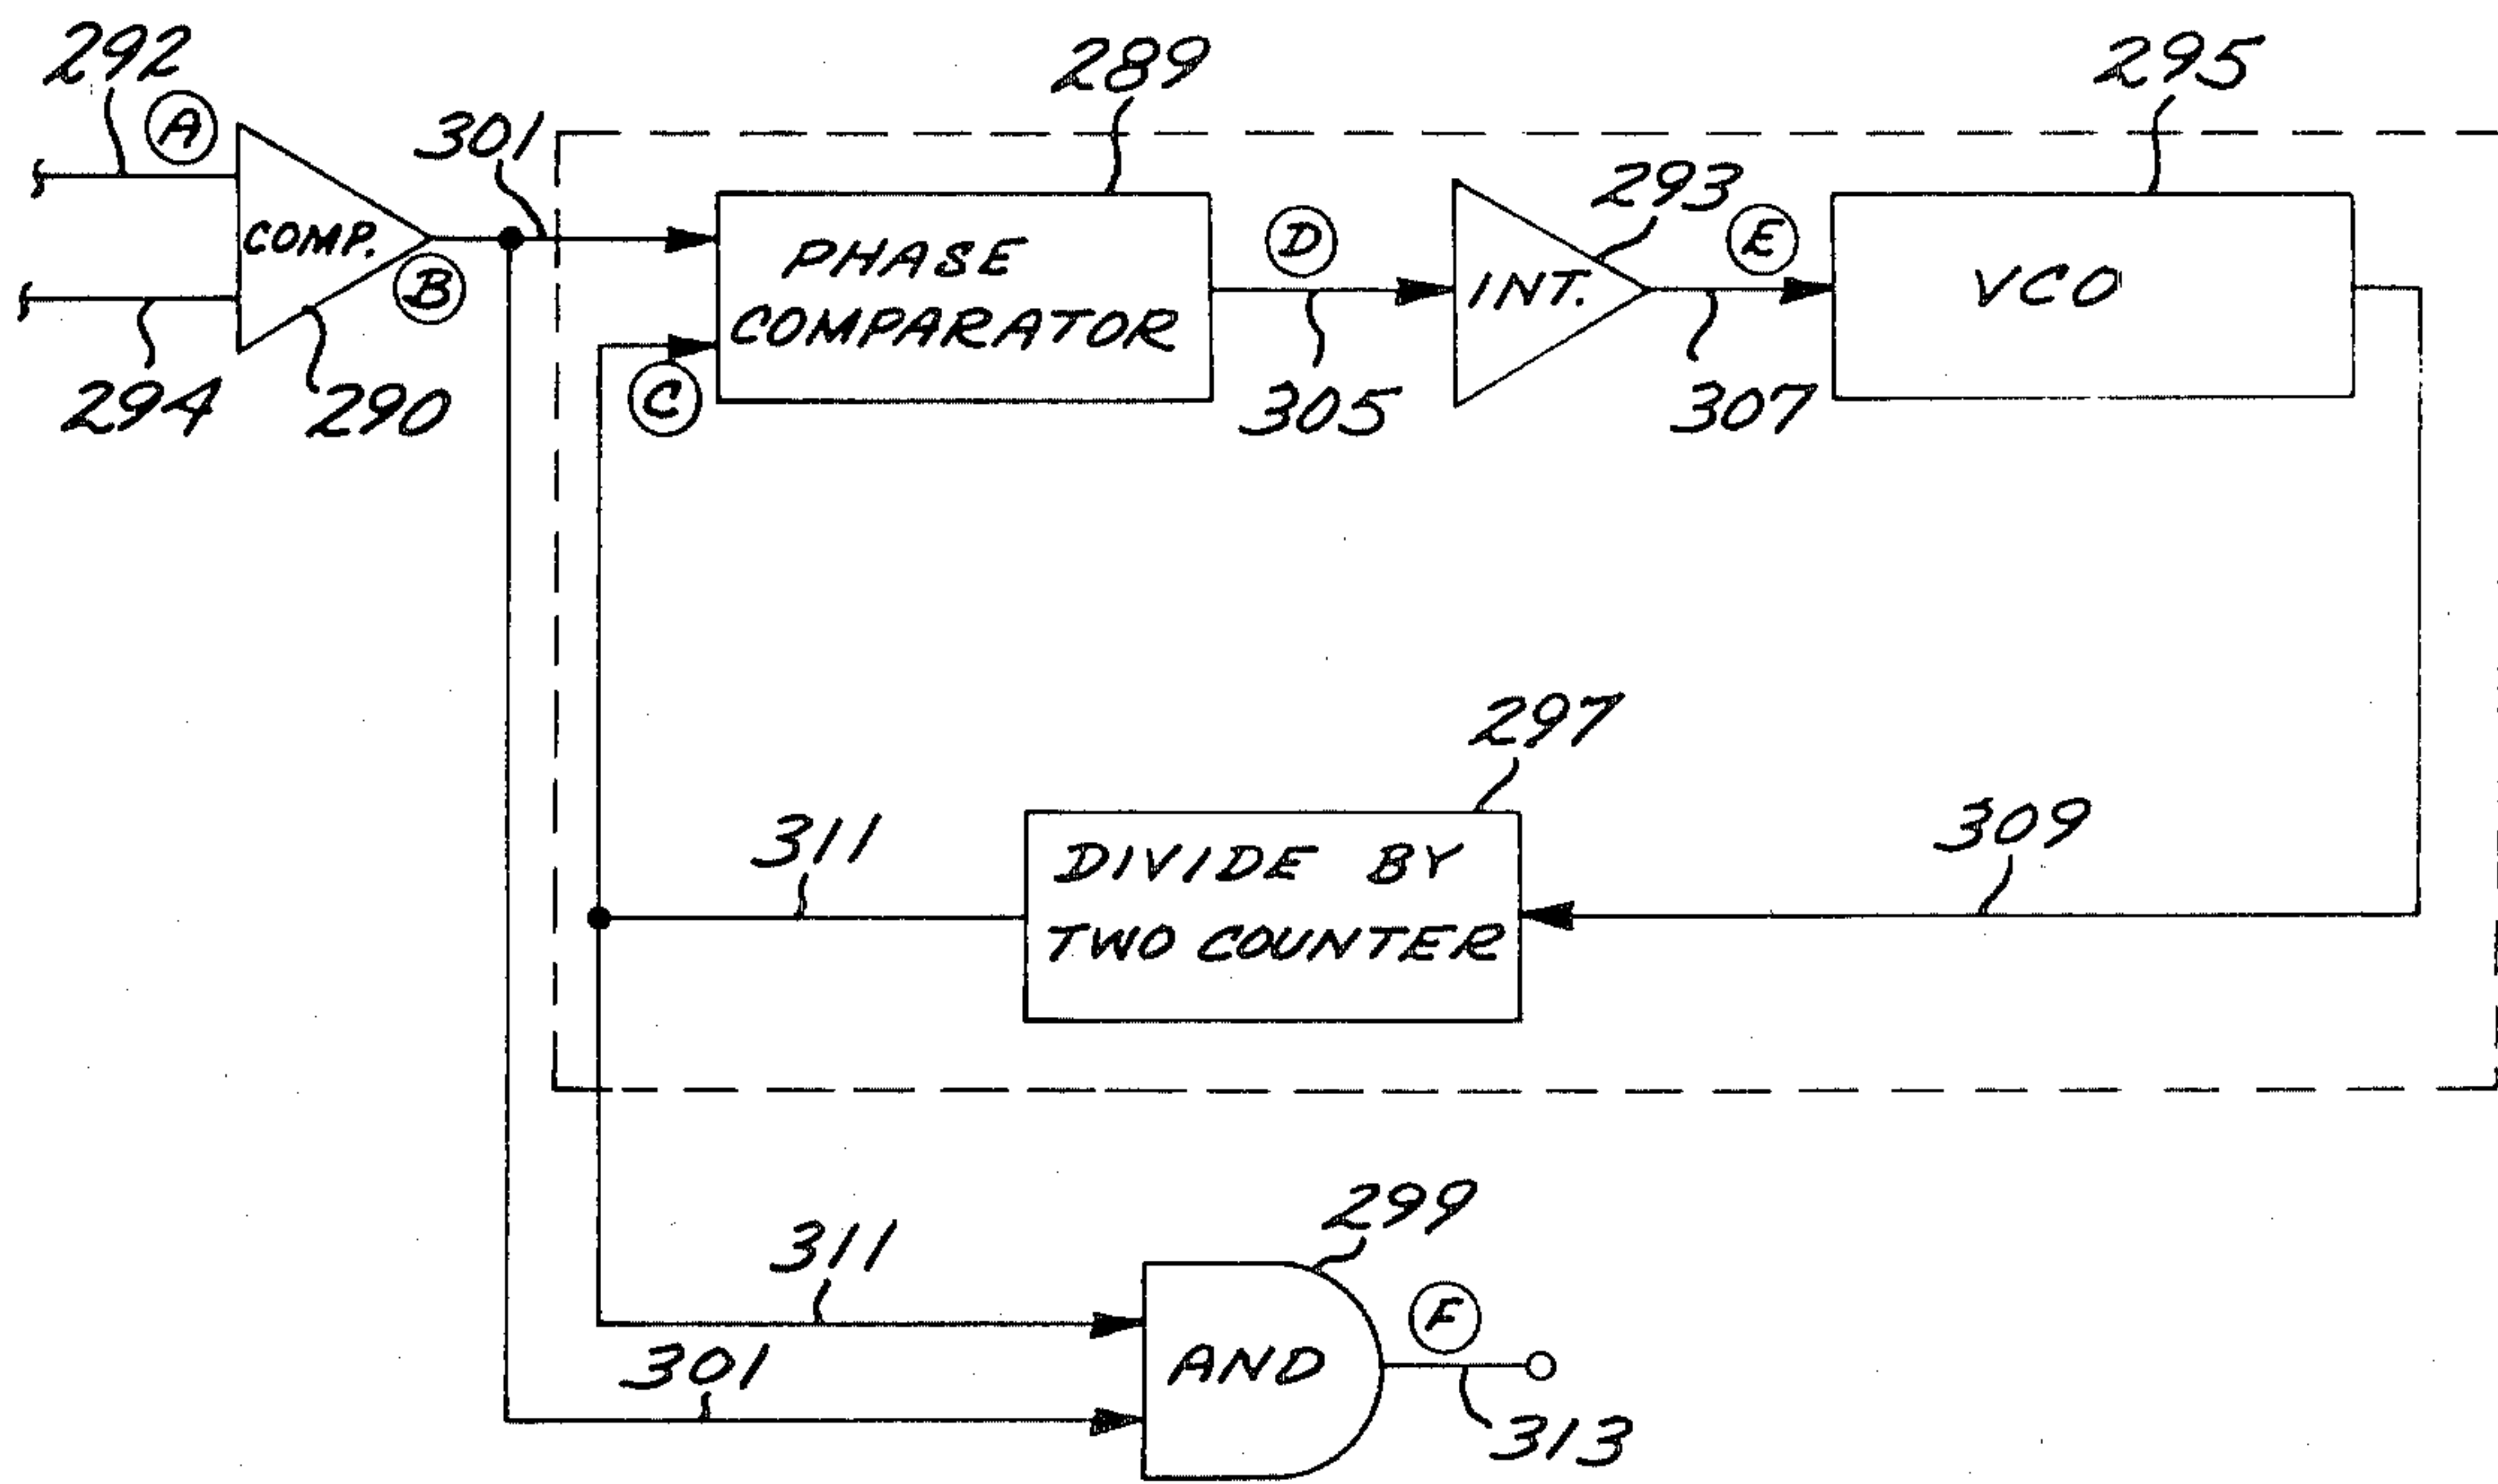 292
289
295
A
301
293
COMP.
PHASE
COMPARATOR
D
INT.
E
VCO
B
C
294
290
305
307
297
311
309
DIVIDE BY
TWO COUNTER
299
311
F
301
AND
313